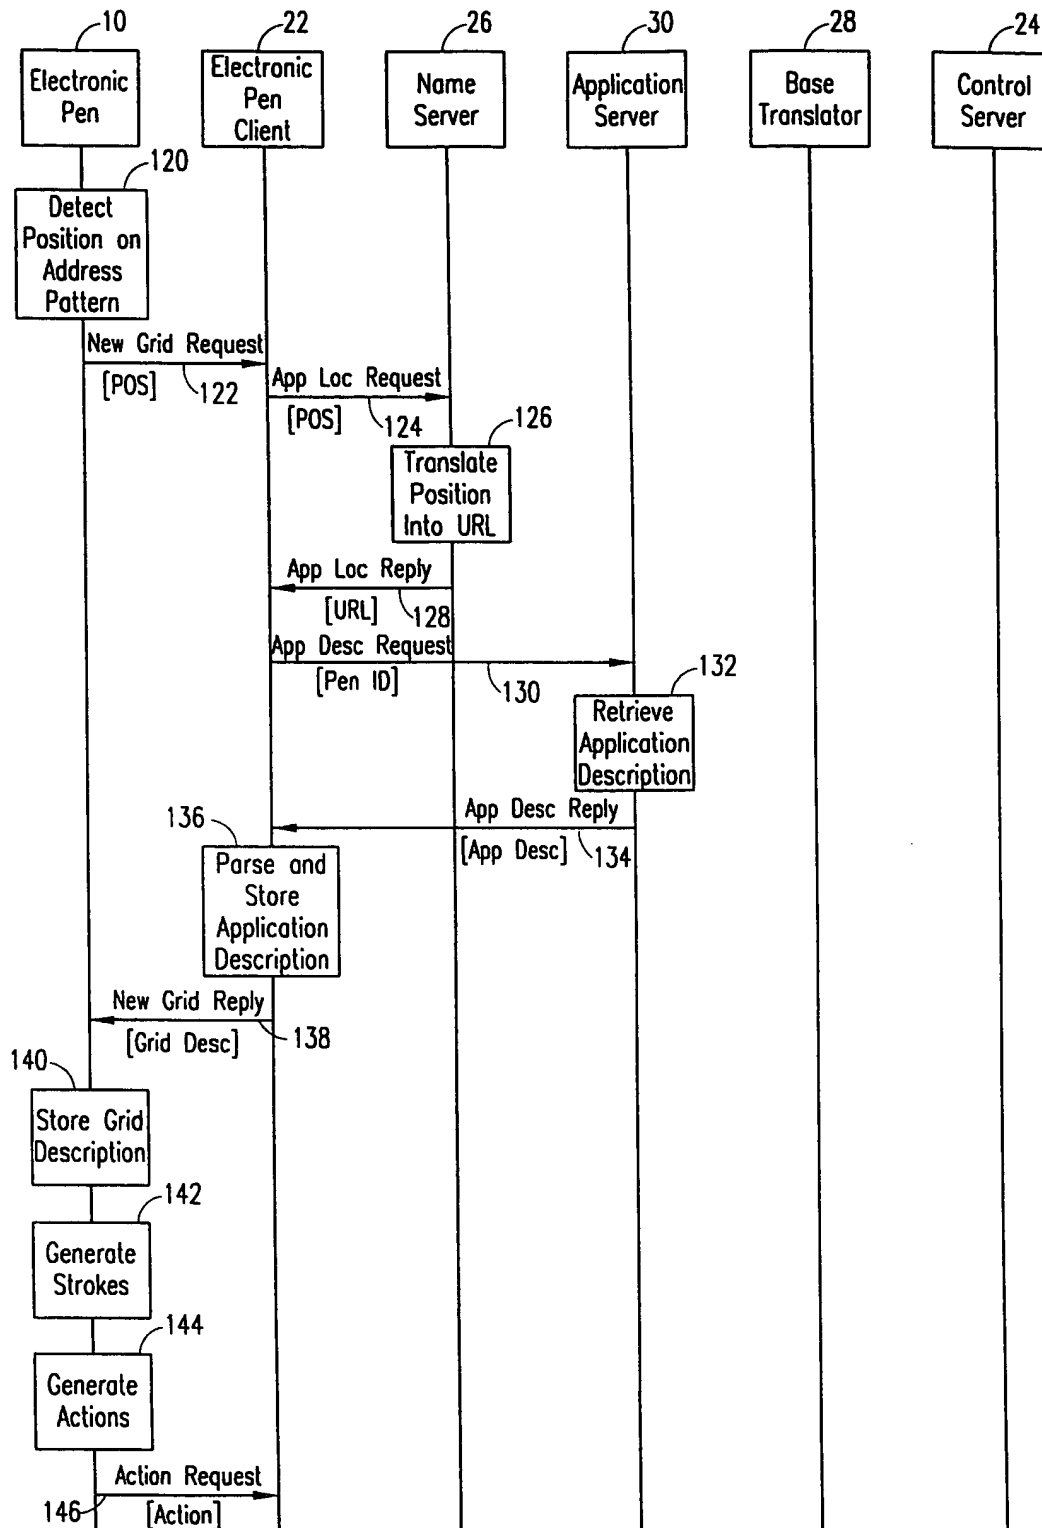 10
22
26
30
28
24
Electronic
Pen
Electronic
Pen
Client
Name
Server
Application
Server
Base
Translator
Control
Server
120
Detect
Position on
Address
Pattern
New Grid Request
[POS]
122
App Loc Request
[POS]
124
126
Translate
Position
Into URL
App Loc Reply
[URL]
128
App Desc Request
[Pen ID]
130
132
Retrieve
Application
Description
App Desc Reply
[App Desc]
134
136
Parse and
Store
Application
Description
New Grid Reply
[Grid Desc]
138
140
Store Grid
Description
142
Generate
Strokes
144
Generate
Actions
Action Request
146
[Action]